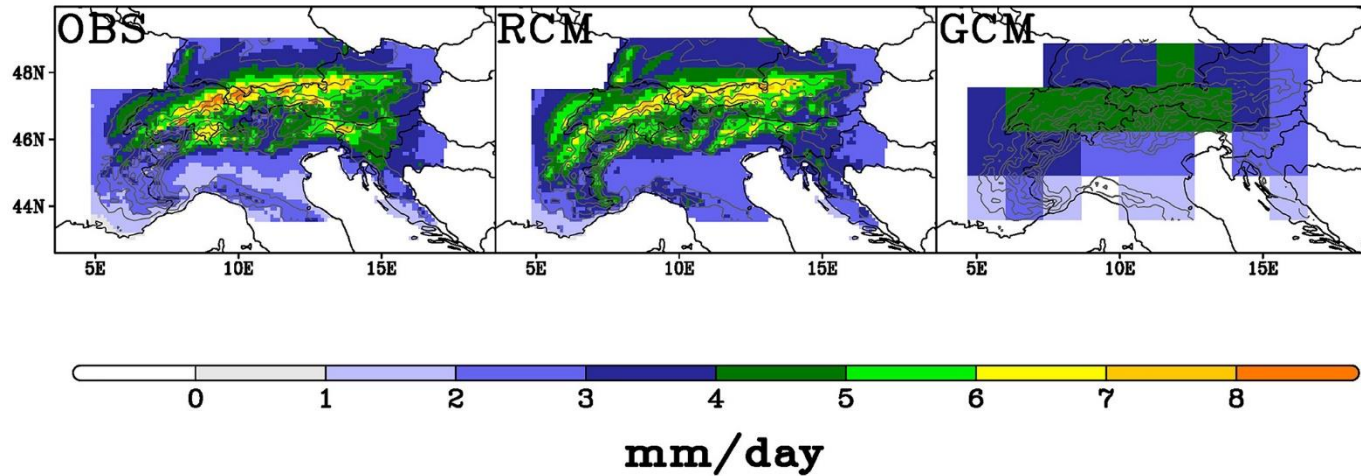 OBS RCM GCM
48N
46N
44N
5E 10E 15E 5E 10E 15E 5E 10E 15E
0 1 2 3 4 5 6 7 8
mm/day